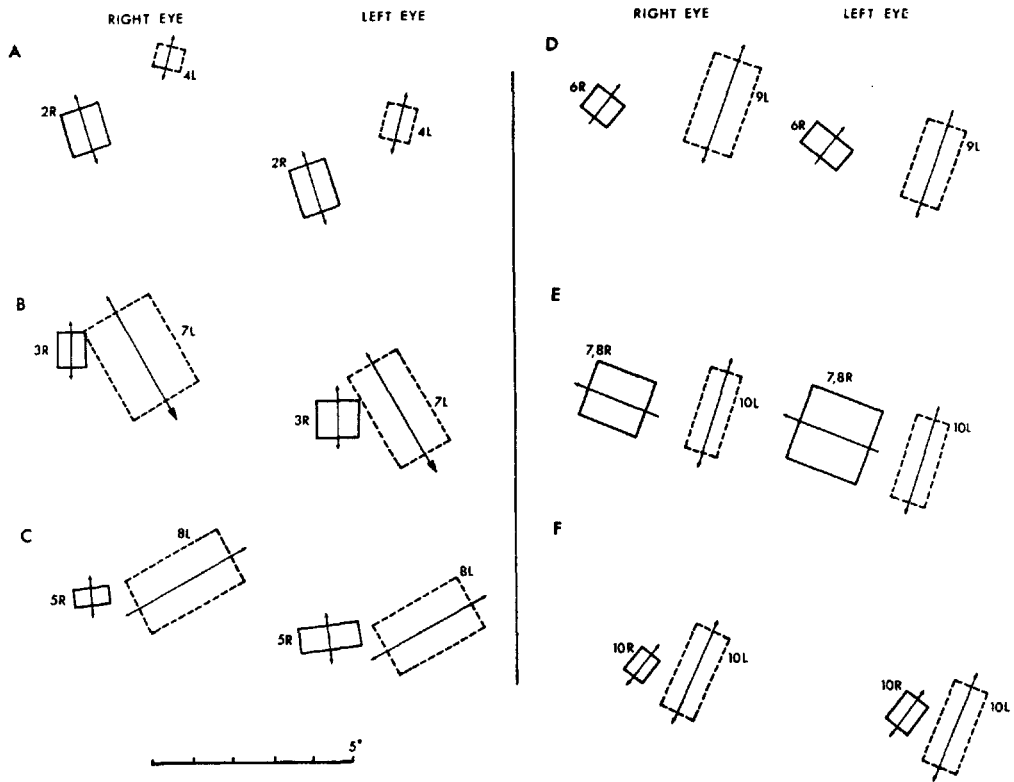 RIGHT EYE LEFT EYE
A
4L
2R
4L
2R
B
3R
7L
3R
7L
C
8L
5R
8L
5R
5°
RIGHT EYE LEFT EYE
D
6R
9L
6R
9L
E
7,8R
10L
7,8R
10L
F
10R
10L
10R
10L